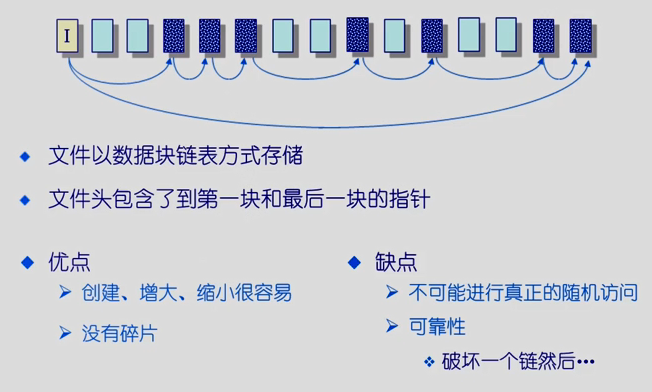 I
文件以数据块链表方式存储
文件头包含了到第一块和最后一块的指针
优点
创建、增大、缩小很容易
没有碎片
缺点
不可能进行真正的随机访问
可靠性
破坏一个链然后…